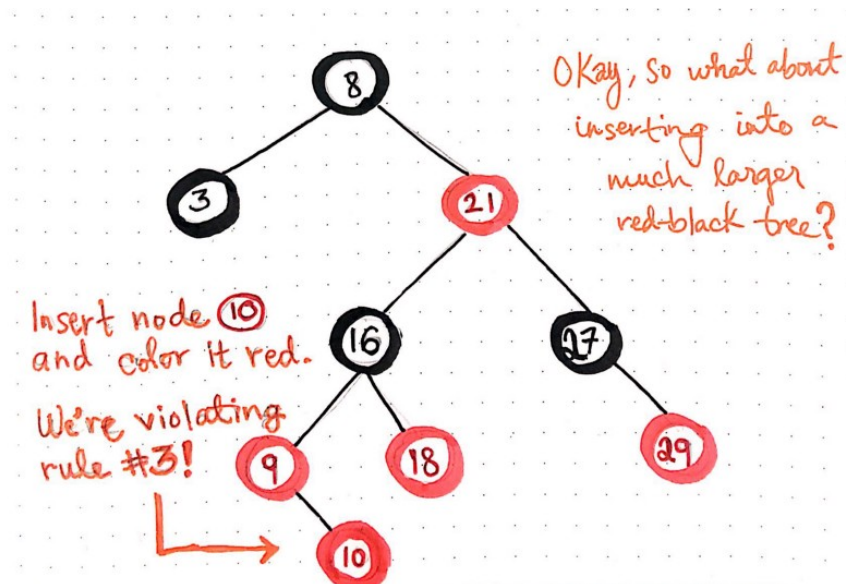 8
Okay, so what about
inserting into a
much larger
red-black tree?
3
21
Insert node 10
and color it red.
16
27
We're violating
rule #3!
9
18
29
10